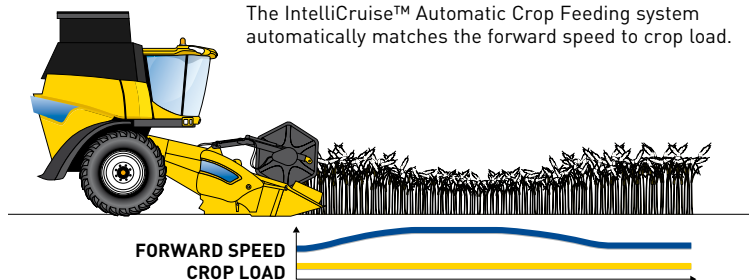 The IntelliCruise™ Automatic Crop Feeding system
automatically matches the forward speed to crop load.
FORWARD SPEED
CROP LOAD